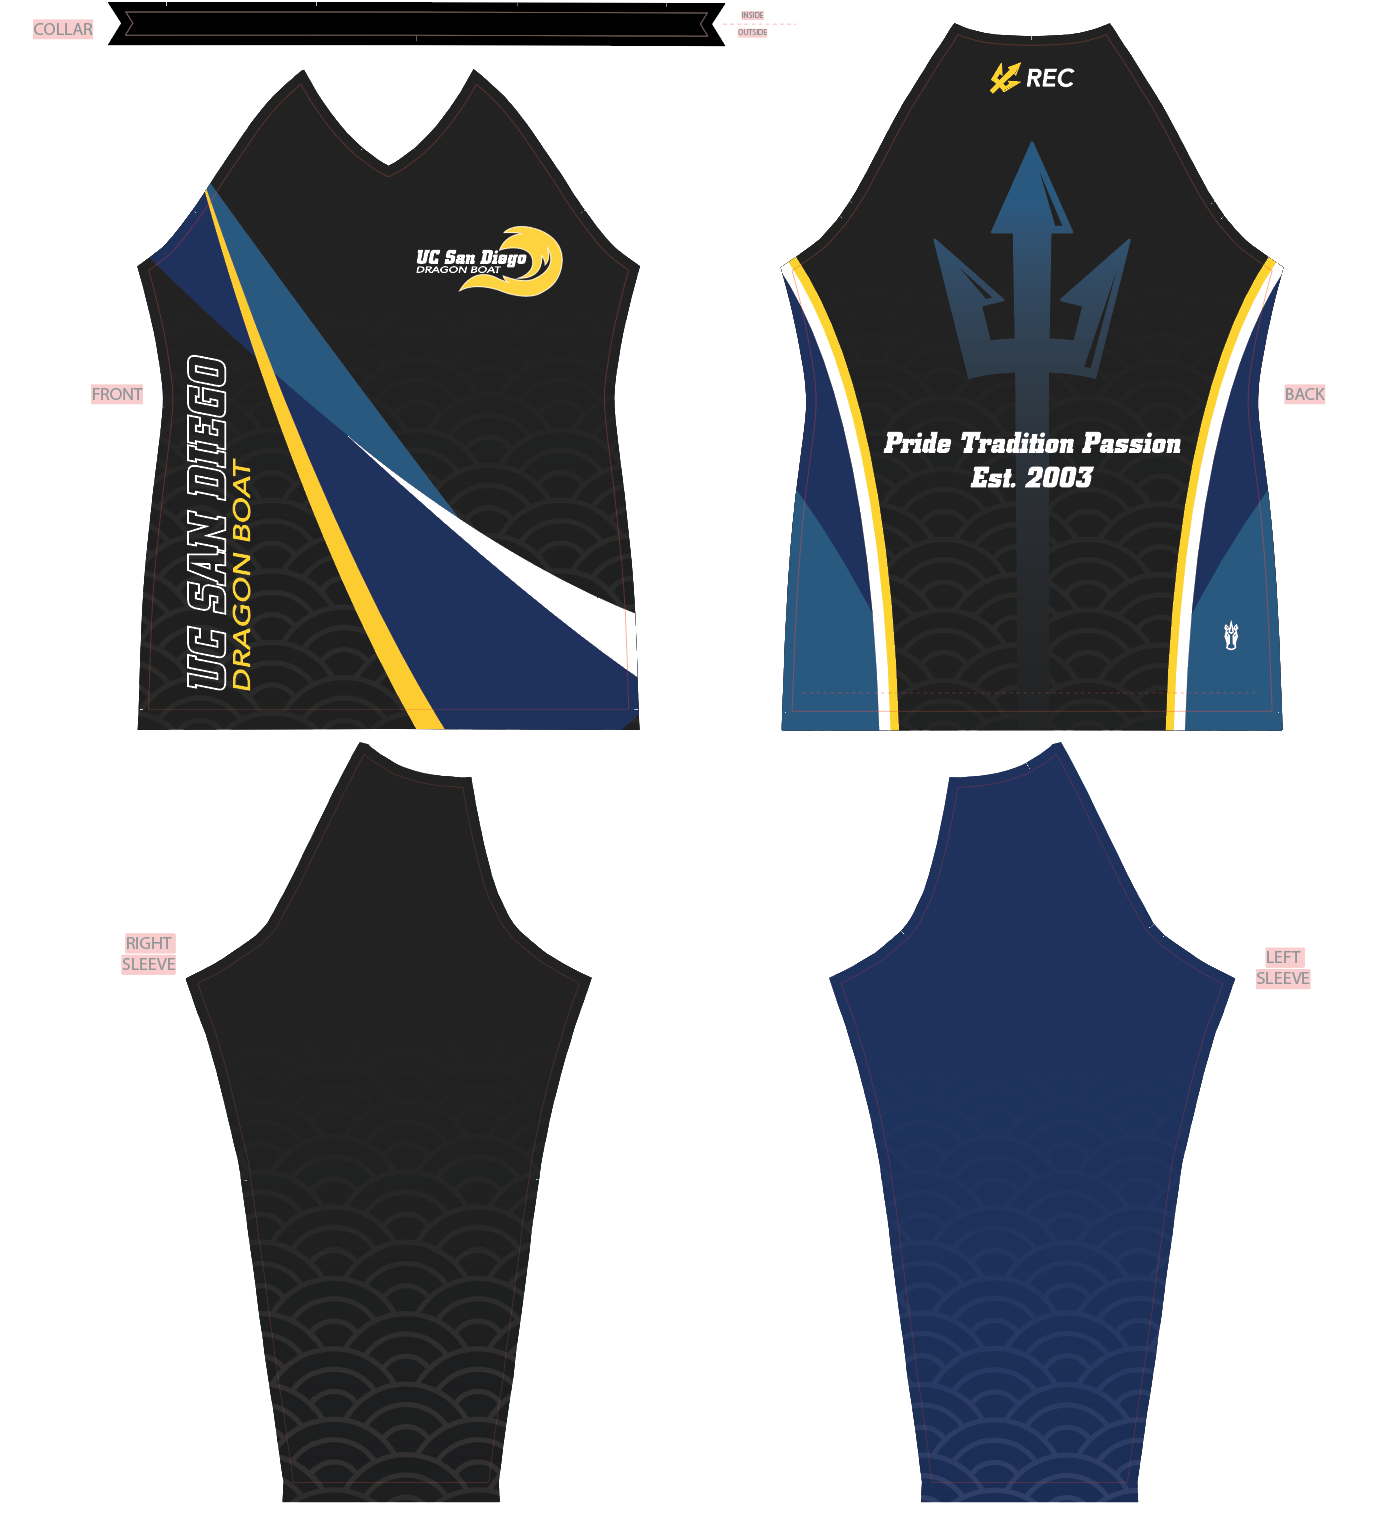 COLLAR
INSIDE
OUTSIDE
REC
UC San Diego
DRAGON BOAT
FRONT
UC SAN DIEGO
DRAGON BOAT
BACK
Pride Tradition Passion
Est. 2003
RIGHT
SLEEVE
LEFT
SLEEVE